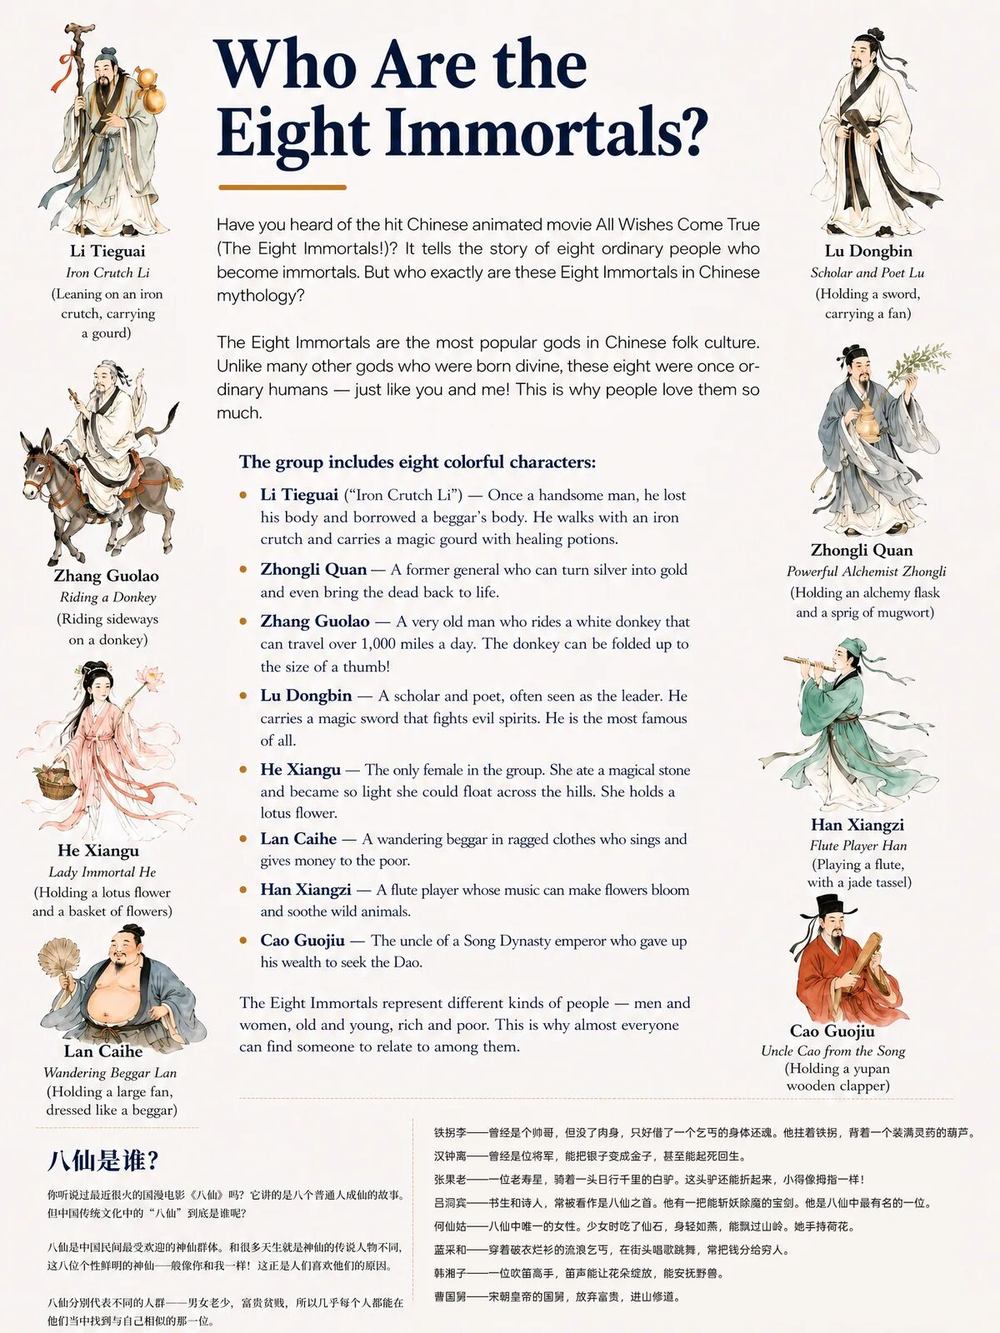 Who Are the
Eight Immortals?
Have you heard of the hit Chinese animated movie All Wishes Come True
(The Eight Immortals!)? It tells the story of eight ordinary people who
become immortals. But who exactly are these Eight Immortals in Chinese
mythology?
The Eight Immortals are the most popular gods in Chinese folk culture.
Unlike many other gods who were born divine, these eight were once or-
dinary humans — just like you and me! This is why people love them so
much.
The group includes eight colorful characters:
• Li Tieguai (“Iron Crutch Li”) — Once a handsome man, he lost
his body and borrowed a beggar’s body. He walks with an iron
crutch and carries a magic gourd with healing potions.
• Zhongli Quan — A former general who can turn silver into gold
and even bring the dead back to life.
• Zhang Guolao — A very old man who rides a white donkey that
can travel over 1,000 miles a day. The donkey can be folded up to
the size of a thumb!
• Lu Dongbin — A scholar and poet, often seen as the leader. He
carries a magic sword that fights evil spirits. He is the most famous
of all.
• He Xiangu — The only female in the group. She ate a magical stone
and became so light she could float across the hills. She holds a
lotus flower.
• Lan Caihe — A wandering beggar in ragged clothes who sings and
gives money to the poor.
• Han Xiangzi — A flute player whose music can make flowers bloom
and soothe wild animals.
• Cao Guojiu — The uncle of a Song Dynasty emperor who gave up
his wealth to seek the Dao.
The Eight Immortals represent different kinds of people — men and
women, old and young, rich and poor. This is why almost everyone
can find someone to relate to among them.
Li Tieguai
Iron Crutch Li
(Leaning on an iron
crutch, carrying
a gourd)
Zhang Guolao
Riding a Donkey
(Riding sideways
on a donkey)
He Xiangu
Lady Immortal He
(Holding a lotus flower
and a basket of flowers)
Lan Caihe
Wandering Beggar Lan
(Holding a large fan,
dressed like a beggar)
Lu Dongbin
Scholar and Poet Lu
(Holding a sword,
carrying a fan)
Zhongli Quan
Powerful Alchemist Zhongli
(Holding an alchemy flask
and a sprig of mugwort)
Han Xiangzi
Flute Player Han
(Playing a flute,
with a jade tassel)
Cao Guojiu
Uncle Cao from the Song
(Holding a yupan
wooden clapper)
八仙是谁？
你听说过最近很火的国漫电影《八仙》吗？它讲的是八个普通人成仙的故事。
但中国传统文化中的“八仙”到底是谁呢？
八仙是中国民间最受欢迎的神仙群体。和很多天生就是神仙的传说人物不同，
这八位个性鲜明的神仙——般像你和我一样！这正是人们喜欢他们的原因。
八仙分别代表不同的人群——男女老少，富贵贫贱，所以几乎每个人都能在
他们当中找到与自己相似的那一位。
铁拐李——曾经是个帅哥，但没了肉身，只好借了一个乞丐的身体还魂。他拄着铁拐，背着一个装满灵药的葫芦。
汉钟离——曾经是位将军，能把银子变成金子，甚至能起死回生。
张果老——一位老寿星，骑着一头日行千里的白驴。这头驴还能折起来，小得像拇指一样！
吕洞宾——书生和诗人，常被看作是八仙之首。他有一把能斩妖除魔的宝剑。他是八仙中最有名的一位。
何仙姑——八仙中唯一的女性。少女时吃了仙石，身轻如燕，能飘过山岭。她手持荷花。
蓝采和——穿着破衣烂衫的流浪乞丐，在街头唱歌跳舞，常把钱分给穷人。
韩湘子——一位吹笛高手，笛声能让花朵绽放，能安抚野兽。
曹国舅——宋朝皇帝的国舅，放弃富贵，进山修道。